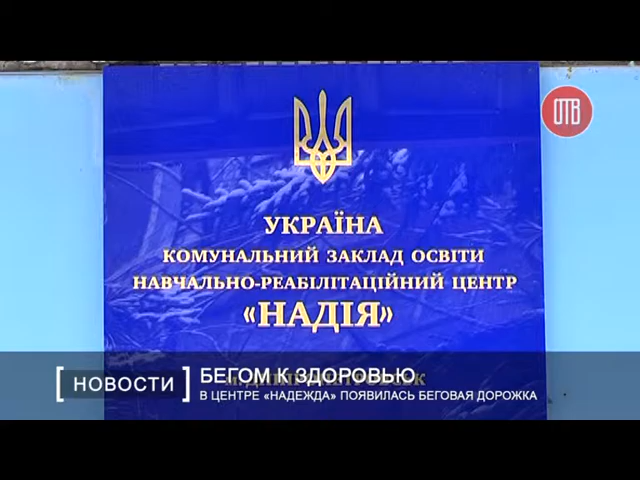 ОТВ
УКРАЇНА
КОМУНАЛЬНИЙ ЗАКЛАД ОСВІТИ
НАВЧАЛЬНО-РЕАБІЛІТАЦІЙНИЙ ЦЕНТР
«НАДІЯ»
[НОВОСТИ]
БЕГОМ К ЗДОРОВЬЮ
В ЦЕНТРЕ «НАДЕЖДА» ПОЯВИЛАСЬ БЕГОВАЯ ДОРОЖКА